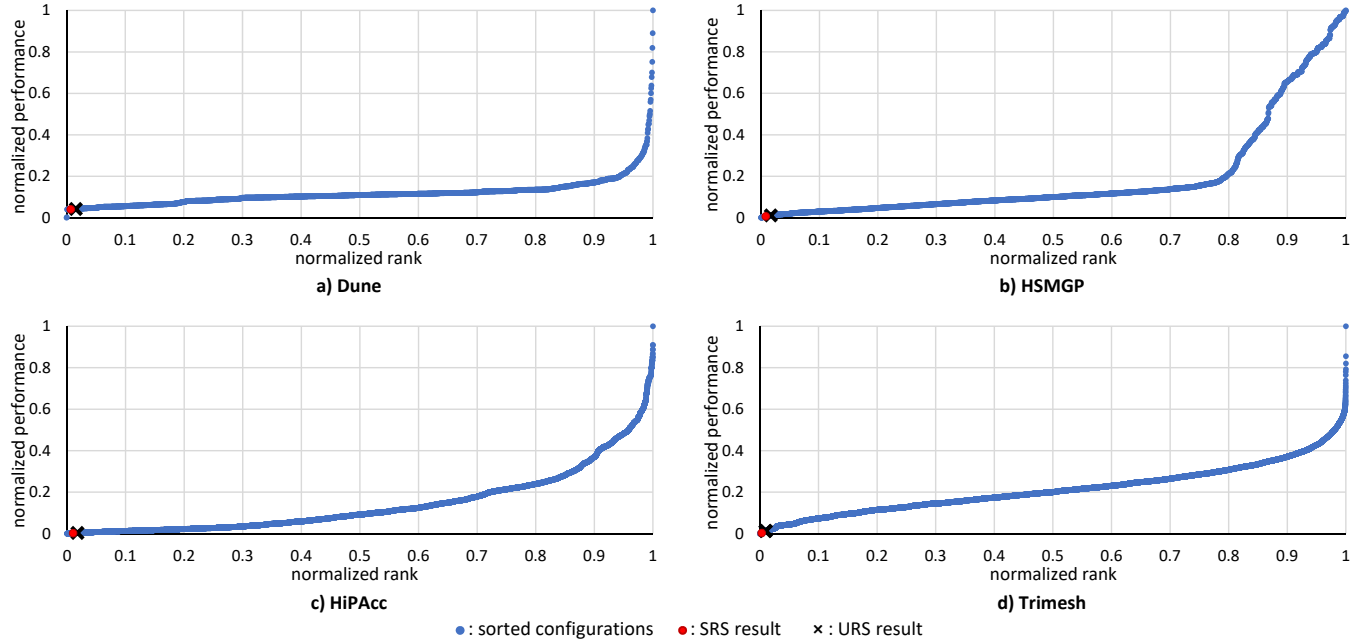 normalized performance
1
0.8
0.6
0.4
0.2
0
0 0.1 0.2 0.3 0.4 0.5 0.6 0.7 0.8 0.9 1
normalized rank
a) Dune
normalized performance
1
0.8
0.6
0.4
0.2
0
0 0.1 0.2 0.3 0.4 0.5 0.6 0.7 0.8 0.9 1
normalized rank
b) HSMGP
normalized performance
1
0.8
0.6
0.4
0.2
0
0 0.1 0.2 0.3 0.4 0.5 0.6 0.7 0.8 0.9 1
normalized rank
c) HiPAcc
normalized performance
1
0.8
0.6
0.4
0.2
0
0 0.1 0.2 0.3 0.4 0.5 0.6 0.7 0.8 0.9 1
normalized rank
d) Trimesh
: sorted configurations : SRS result : URS result